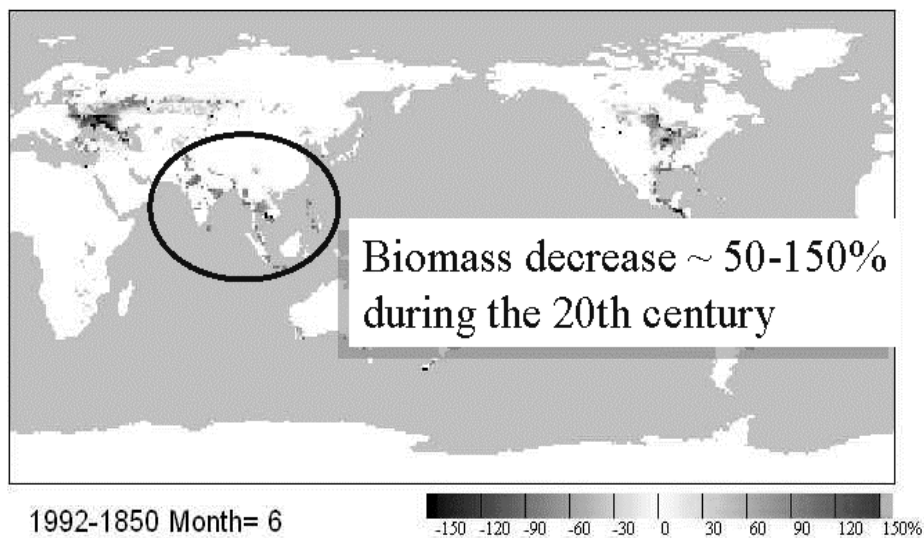 Biomass decrease ~ 50-150%
during the 20th century
1992-1850 Month= 6
-150 -120 -90 -60 -30 0 30 60 90 120 150%